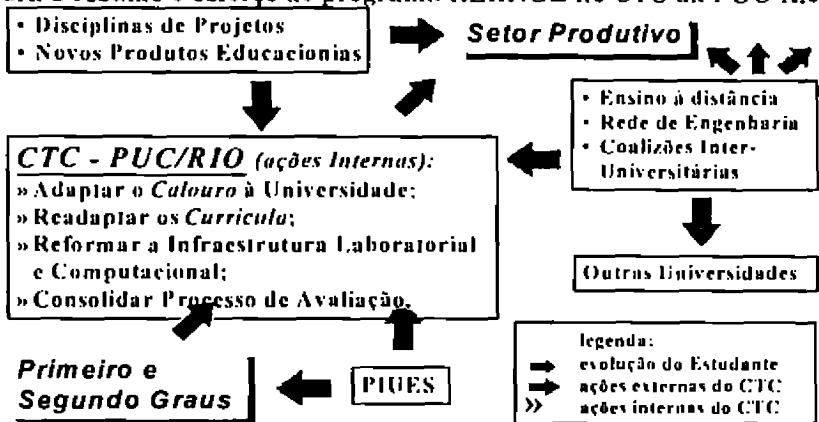 • Disciplinas de Projetos
• Novos Produtos Educacionias
Setor Produtivo
• Ensino à distância
• Rede de Engenharia
• Coalizões Inter-
Universitárias
CTC - PUC/RIO (ações Internas):
» Adaptar o Calouro à Universidade;
» Readaptar os Curricula;
» Reformar a Infraestrutura Laboratorial
e Computacional;
» Consolidar Processo de Avaliação.
Outras Universidades
Primeiro e
Segundo Graus
PIUES
legenda:
evolução do Estudante
ações externas do CTC
» ações internas do CTC